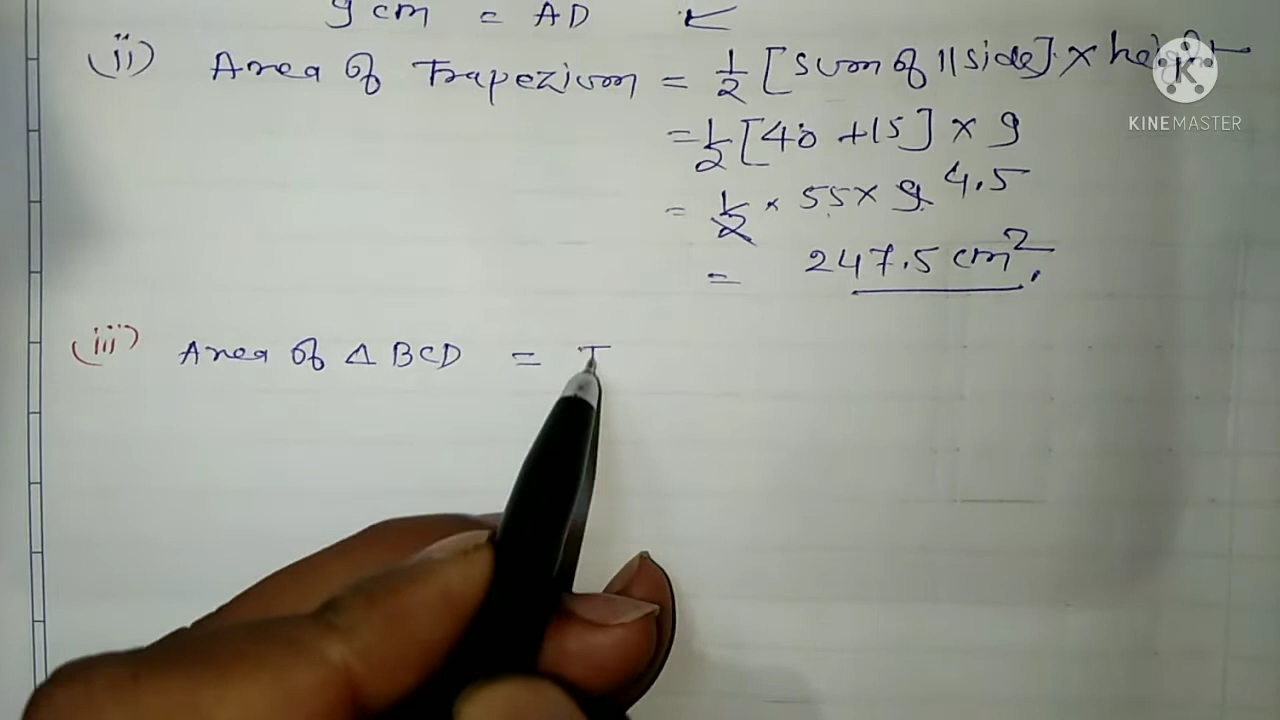 9 cm = AD
(ii) Area of Trapezium = 1/2 [sum of || side] × height
KINEMASTER
= 1/2 [40 + 15] × 9
= 1/2 × 55 × 9 4.5
= 247.5 cm²
(iii) Area of Δ BCD = T